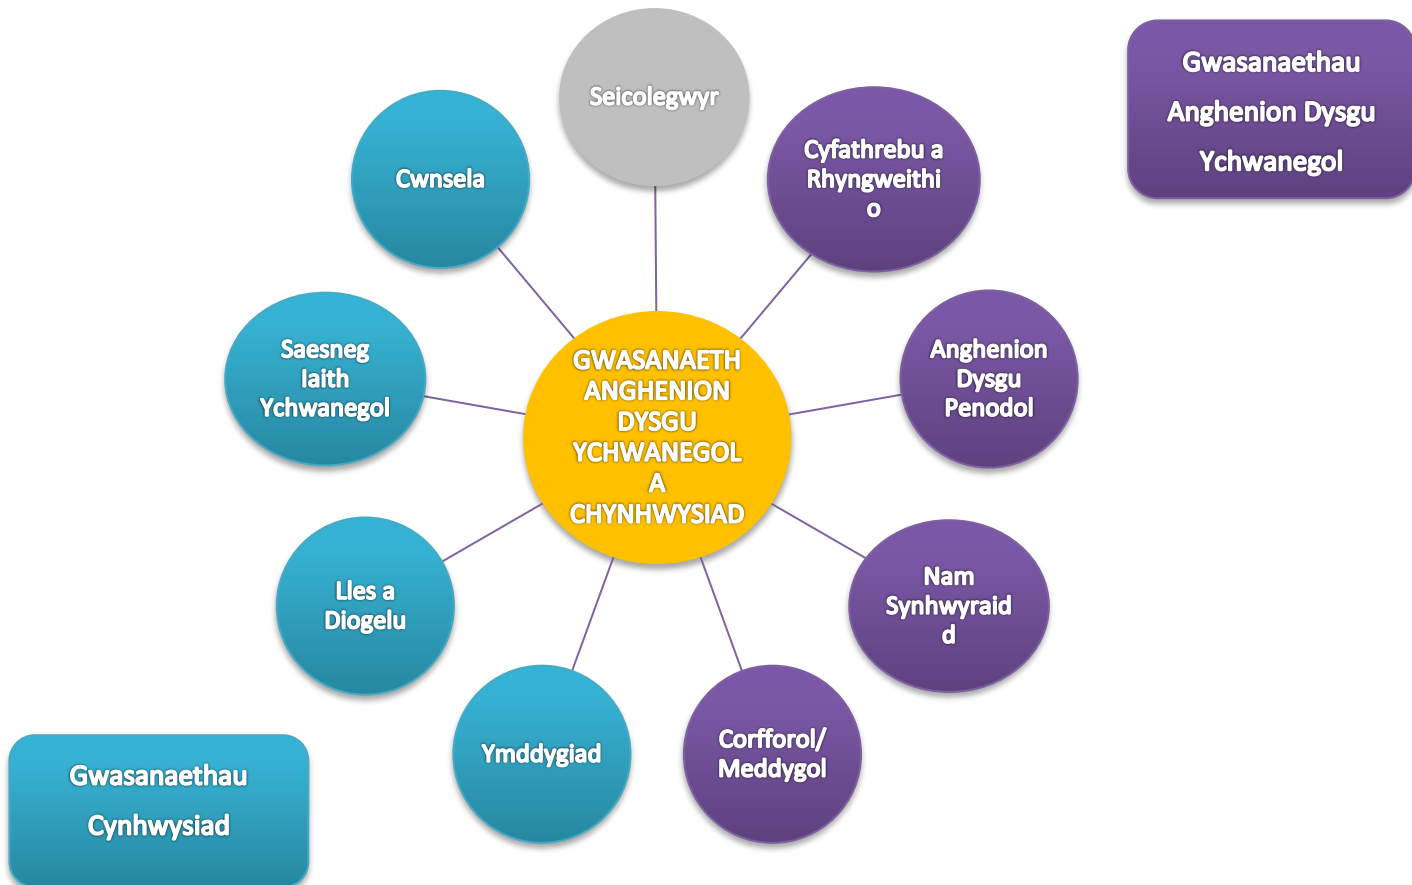 Seicolegwyr
Cyfathrebu a
Rhyngweithi
o
Anghenion
Dysgu
Penodol
Nam
Synhwyraid
d
Corfforol/
Meddygol
Ymddygiad
Lles a
Diogelu
Saesneg
Iaith
Ychwanegol
Cwnsela
GWASANAETH
ANGHENION
DYSGU
YCHWANEGOL
A
CHYNHWYSIAD
Gwasanaethau
Anghenion Dysgu
Ychwanegol
Gwasanaethau
Cynhwysiad